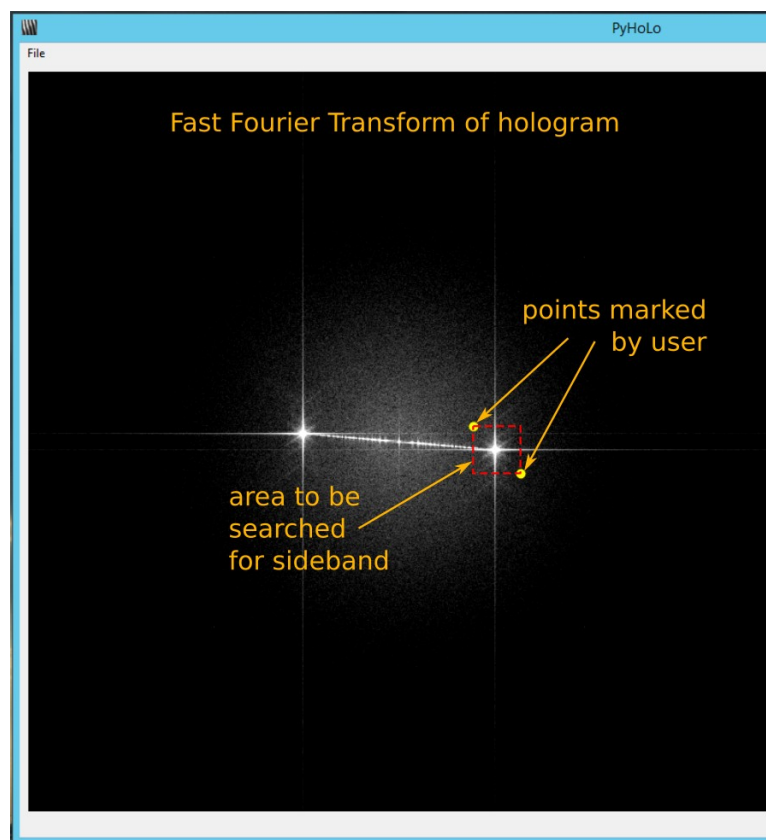 PyHoLo
File
Fast Fourier Transform of hologram
points marked
by user
area to be
searched
for sideband